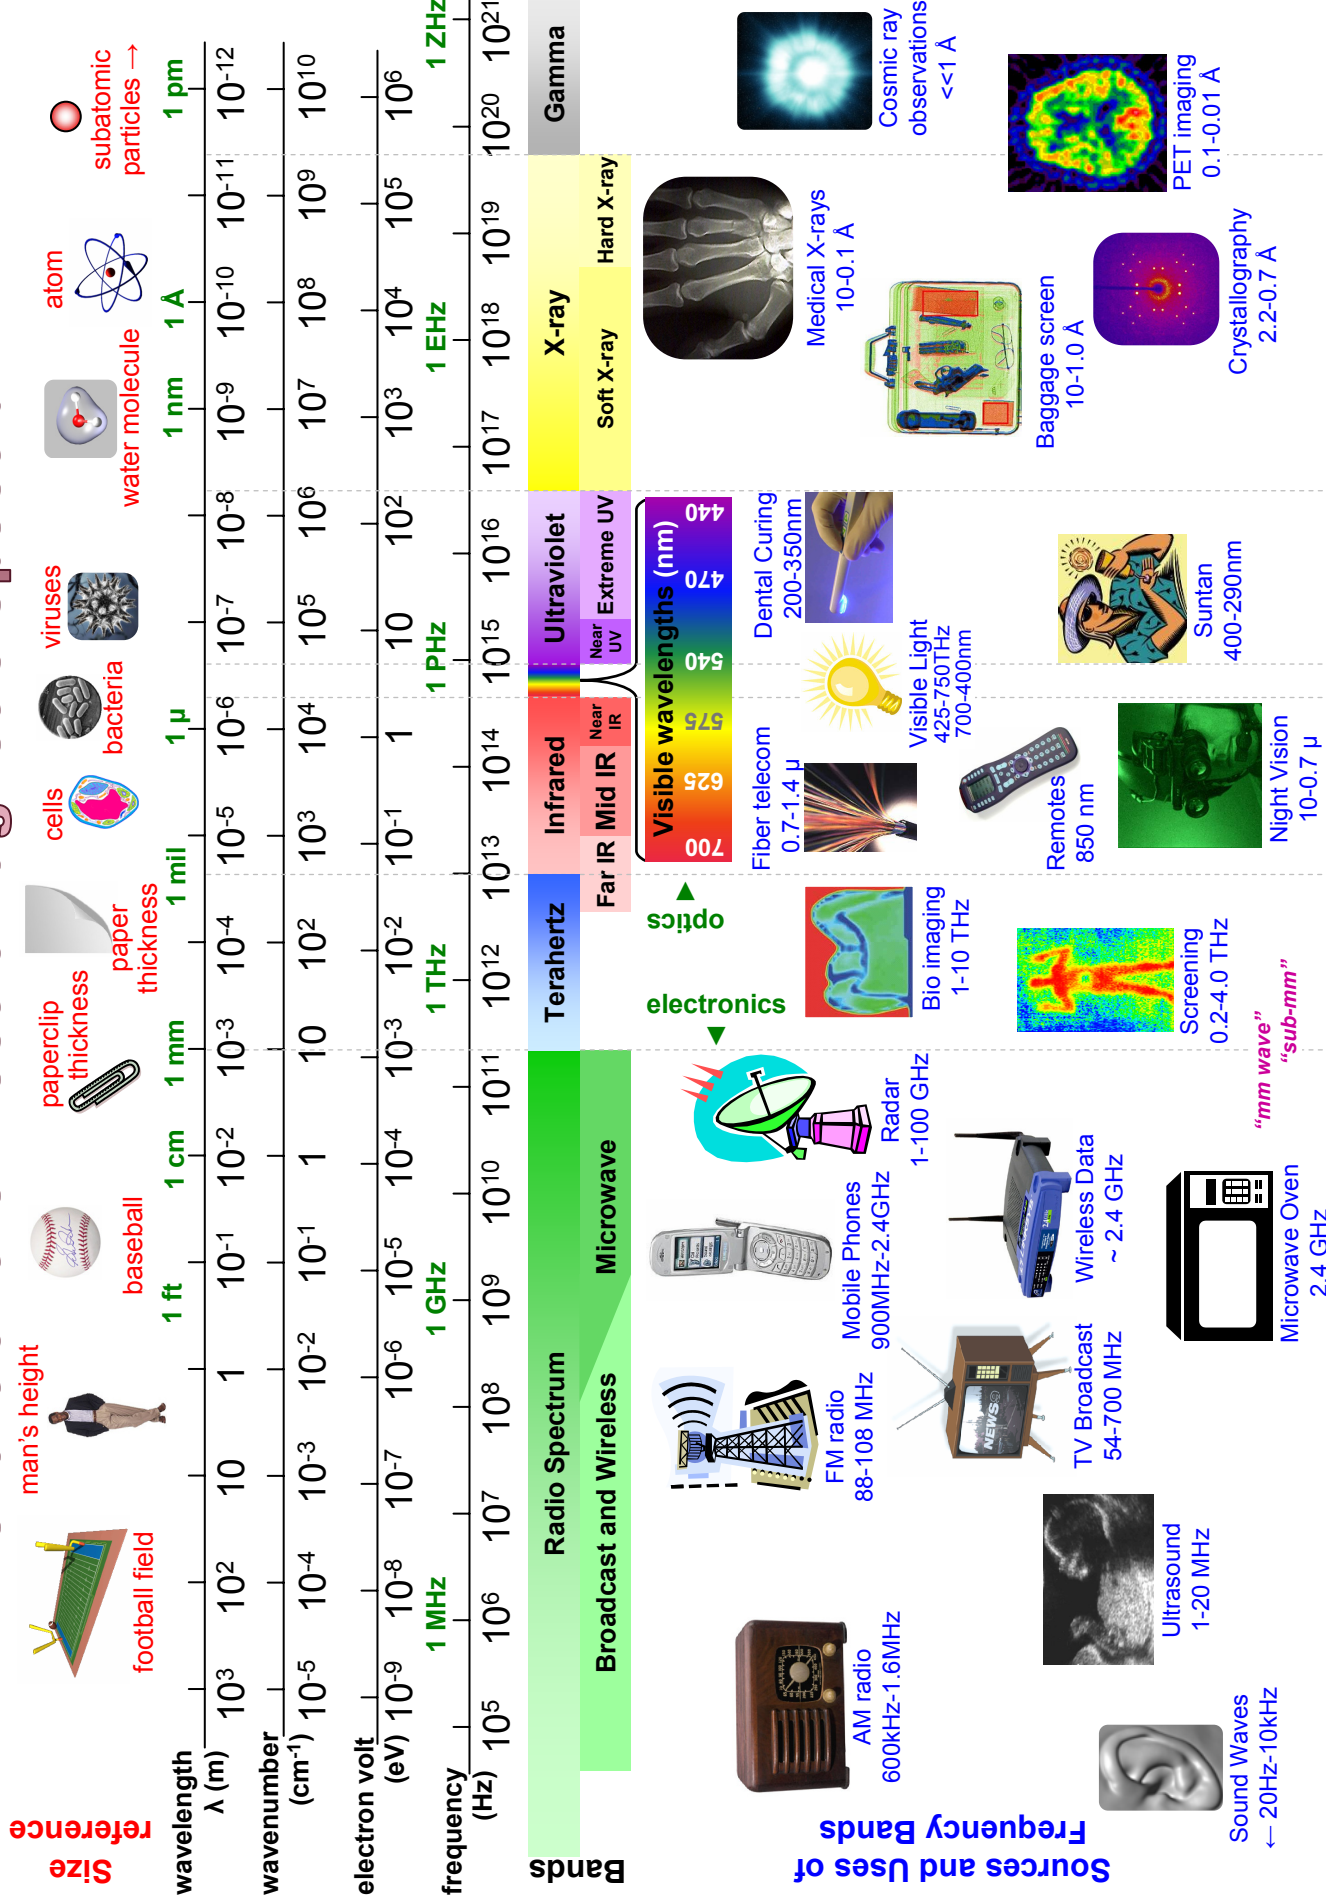 Size
reference
football field
man's height
baseball
paperclip
thickness
paper
thickness
cells
bacteria
viruses
water molecule
atom
subatomic
particles →
1 ft
1 cm
1 mm
1 mil
1 µ
1 nm
1 Å
1 pm
wavelength
λ (m)
10³
10²
10
1
10⁻¹
10⁻²
10⁻³
10⁻⁴
10⁻⁵
10⁻⁶
10⁻⁷
10⁻⁸
10⁻⁹
10⁻¹⁰
10⁻¹¹
10⁻¹²
wavenumber
(cm⁻¹)
10⁻⁵
10⁻⁴
10⁻³
10⁻²
10⁻¹
1
10
10²
10³
10⁴
10⁵
10⁶
10⁷
10⁸
10⁹
10¹⁰
electron volt
(eV)
10⁻⁹
10⁻⁸
10⁻⁷
10⁻⁶
10⁻⁵
10⁻⁴
10⁻³
10⁻²
10⁻¹
1
10
10²
10³
10⁴
10⁵
10⁶
1 MHz
1 GHz
1 THz
1 PHz
1 EHz
1 ZHz
frequency
(Hz)
10⁵
10⁶
10⁷
10⁸
10⁹
10¹⁰
10¹¹
10¹²
10¹³
10¹⁴
10¹⁵
10¹⁶
10¹⁷
10¹⁸
10¹⁹
10²⁰
10²¹
Bands
Radio Spectrum
Terahertz
Infrared
Ultraviolet
X-ray
Gamma
Broadcast and Wireless
Microwave
Far IR
Mid IR
Near
IR
Near
UV
Extreme UV
Soft X-ray
Hard X-ray
electronics
optics
Visible wavelengths (nm)
700
625
575
540
470
440
Sources and Uses of
Frequency Bands
AM radio
600kHz-1.6MHz
FM radio
88-108 MHz
Mobile Phones
900MHz-2.4GHz
Radar
1-100 GHz
Bio imaging
1-10 THz
Fiber telecom
0.7-1.4 µ
Visible Light
425-750THz
700-400nm
Dental Curing
200-350nm
Medical X-rays
10-0.1 Å
Cosmic ray
observations
<<1 Å
Sound Waves
← 20Hz-10kHz
Ultrasound
1-20 MHz
TV Broadcast
54-700 MHz
NEWS
Wireless Data
~ 2.4 GHz
Microwave Oven
2.4 GHz
"mm wave"
"sub-mm"
Screening
0.2-4.0 THz
Remotes
850 nm
Night Vision
10-0.7 µ
Suntan
400-290nm
Baggage screen
10-1.0 Å
Crystallography
2.2-0.7 Å
PET imaging
0.1-0.01 Å